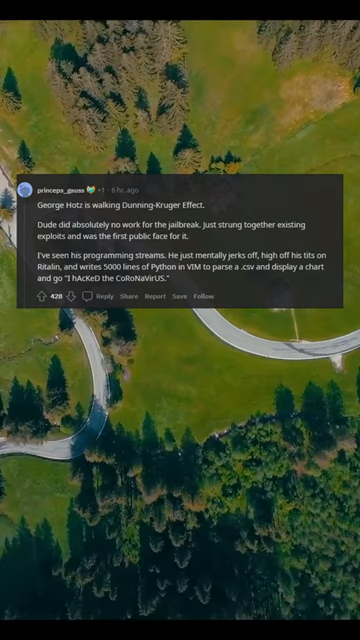 princeps_gauss +1 · 6 hr. ago
George Hotz is walking Dunning-Kruger Effect.
Dude did absolutely no work for the jailbreak. Just strung together existing
exploits and was the first public face for it.
I've seen his programming streams. He just mentally jerks off, high off his tits on
Ritalin, and writes 5000 lines of Python in VIM to parse a .csv and display a chart
and go "I hACKeD the CoRoNaVirUS."
428 Reply Share Report Save Follow